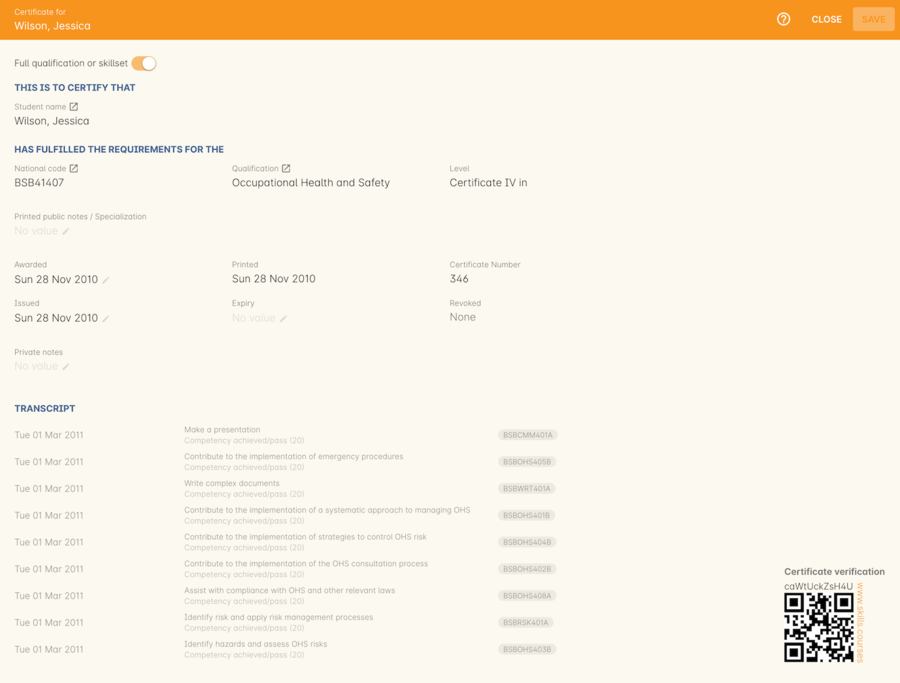 Certificate for
Wilson, Jessica
CLOSE
SAVE
Full qualification or skillset
THIS IS TO CERTIFY THAT
Student name
Wilson, Jessica
HAS FULFILLED THE REQUIREMENTS FOR THE
National code Qualification Level
BSB41407 Occupational Health and Safety Certificate IV in
Printed public notes / Specialization
No value
Awarded Printed Certificate Number
Sun 28 Nov 2010 Sun 28 Nov 2010 346
Issued Expiry Revoked
Sun 28 Nov 2010 No value None
Private notes
No value
TRANSCRIPT
Tue 01 Mar 2011 Make a presentation BSBCMM401A
Competency achieved/pass (20)
Tue 01 Mar 2011 Contribute to the implementation of emergency procedures BSBOHS405B
Competency achieved/pass (20)
Tue 01 Mar 2011 Write complex documents BSBWRT401A
Competency achieved/pass (20)
Tue 01 Mar 2011 Contribute to the implementation of a systematic approach to managing OHS BSBOHS401B
Competency achieved/pass (20)
Tue 01 Mar 2011 Contribute to the implementation of strategies to control OHS risk BSBOHS404B
Competency achieved/pass (20)
Tue 01 Mar 2011 Contribute to the implementation of the OHS consultation process BSBOHS402B
Competency achieved/pass (20)
Tue 01 Mar 2011 Assist with compliance with OHS and other relevant laws BSBOHS408A
Competency achieved/pass (20)
Tue 01 Mar 2011 Identify risk and apply risk management processes BSBRSK401A
Competency achieved/pass (20)
Tue 01 Mar 2011 Identify hazards and assess OHS risks BSBOHS403B
Competency achieved/pass (20)
Certificate verification
caWtUckZsH4U
www.skills.courses